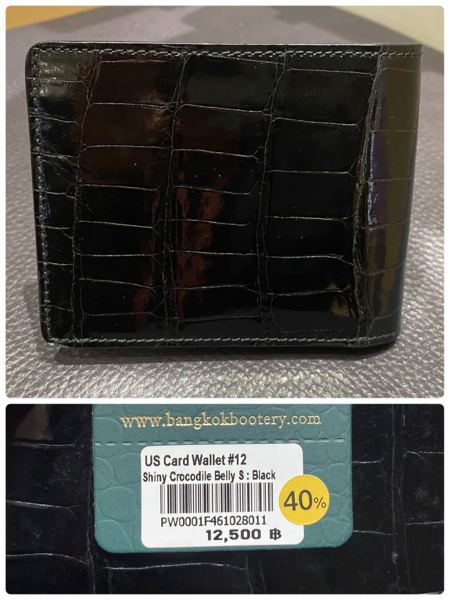 www.bangkokbootery.com
US Card Wallet #12
Shiny Crocodile Belly S : Black
40%
PW0001F461028011
12,500 ฿